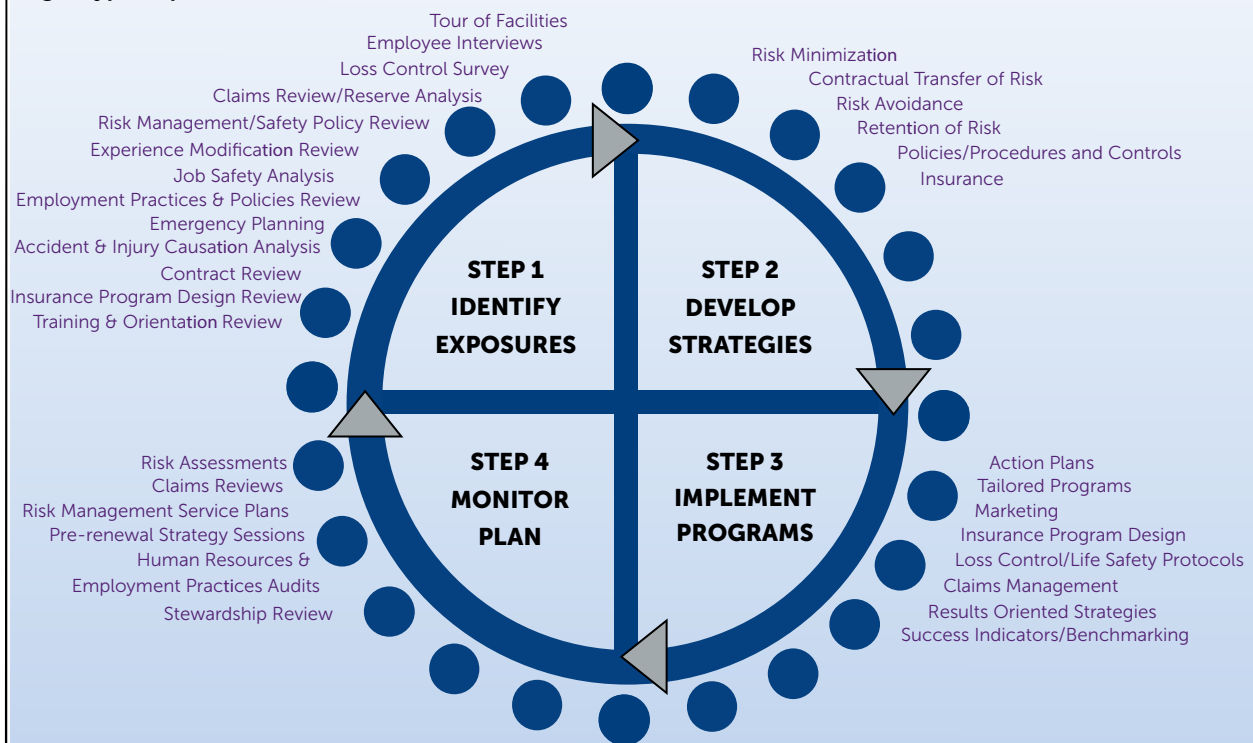 Tour of Facilities
Employee Interviews
Loss Control Survey
Claims Review/Reserve Analysis
Risk Management/Safety Policy Review
Experience Modification Review
Job Safety Analysis
Employment Practices & Policies Review
Emergency Planning
Accident & Injury Causation Analysis
Contract Review
Insurance Program Design Review
Training & Orientation Review
Risk Minimization
Contractual Transfer of Risk
Risk Avoidance
Retention of Risk
Policies/Procedures and Controls
Insurance
STEP 1
IDENTIFY
EXPOSURES
STEP 2
DEVELOP
STRATEGIES
STEP 4
MONITOR
PLAN
STEP 3
IMPLEMENT
PROGRAMS
Risk Assessments
Claims Reviews
Risk Management Service Plans
Pre-renewal Strategy Sessions
Human Resources &
Employment Practices Audits
Stewardship Review
Action Plans
Tailored Programs
Marketing
Insurance Program Design
Loss Control/Life Safety Protocols
Claims Management
Results Oriented Strategies
Success Indicators/Benchmarking